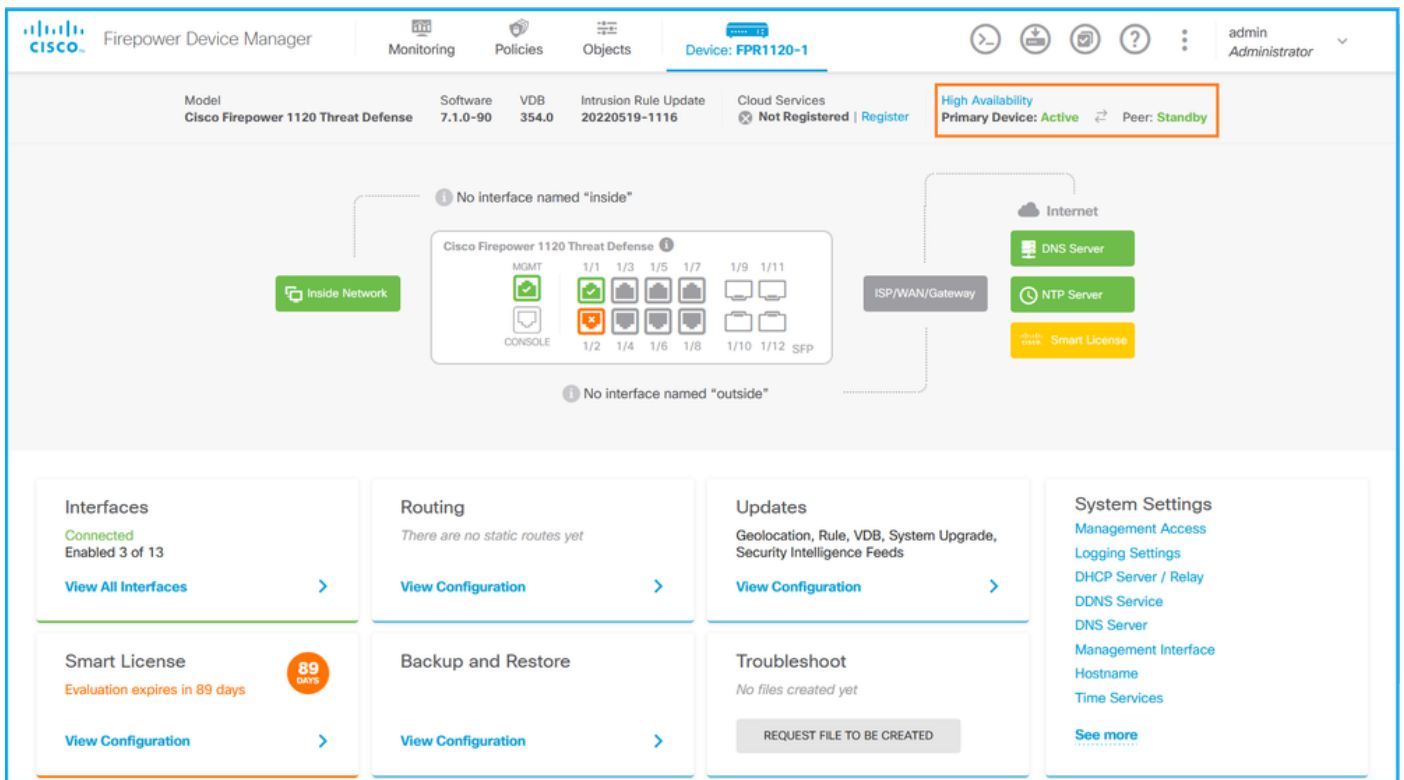 CISCO
Firepower Device Manager
Monitoring
Policies
Objects
Device: FPR1120-1
admin
Administrator
Model
Cisco Firepower 1120 Threat Defense
Software
7.1.0-90
VDB
354.0
Intrusion Rule Update
20220519-1116
Cloud Services
Not Registered | Register
High Availability
Primary Device: Active Peer: Standby
No interface named “inside”
Internet
Cisco Firepower 1120 Threat Defense
MGMT
1/1 1/3 1/5 1/7 1/9 1/11
CONSOLE
1/2 1/4 1/6 1/8 1/10 1/12 SFP
Inside Network
ISP/WAN/Gateway
DNS Server
NTP Server
Smart License
No interface named “outside”
Interfaces
Connected
Enabled 3 of 13
View All Interfaces
Routing
There are no static routes yet
View Configuration
Updates
Geolocation, Rule, VDB, System Upgrade,
Security Intelligence Feeds
View Configuration
System Settings
Management Access
Logging Settings
DHCP Server / Relay
DDNS Service
DNS Server
Management Interface
Hostname
Time Services
See more
Smart License
89
DAYS
Evaluation expires in 89 days
View Configuration
Backup and Restore
View Configuration
Troubleshoot
No files created yet
REQUEST FILE TO BE CREATED